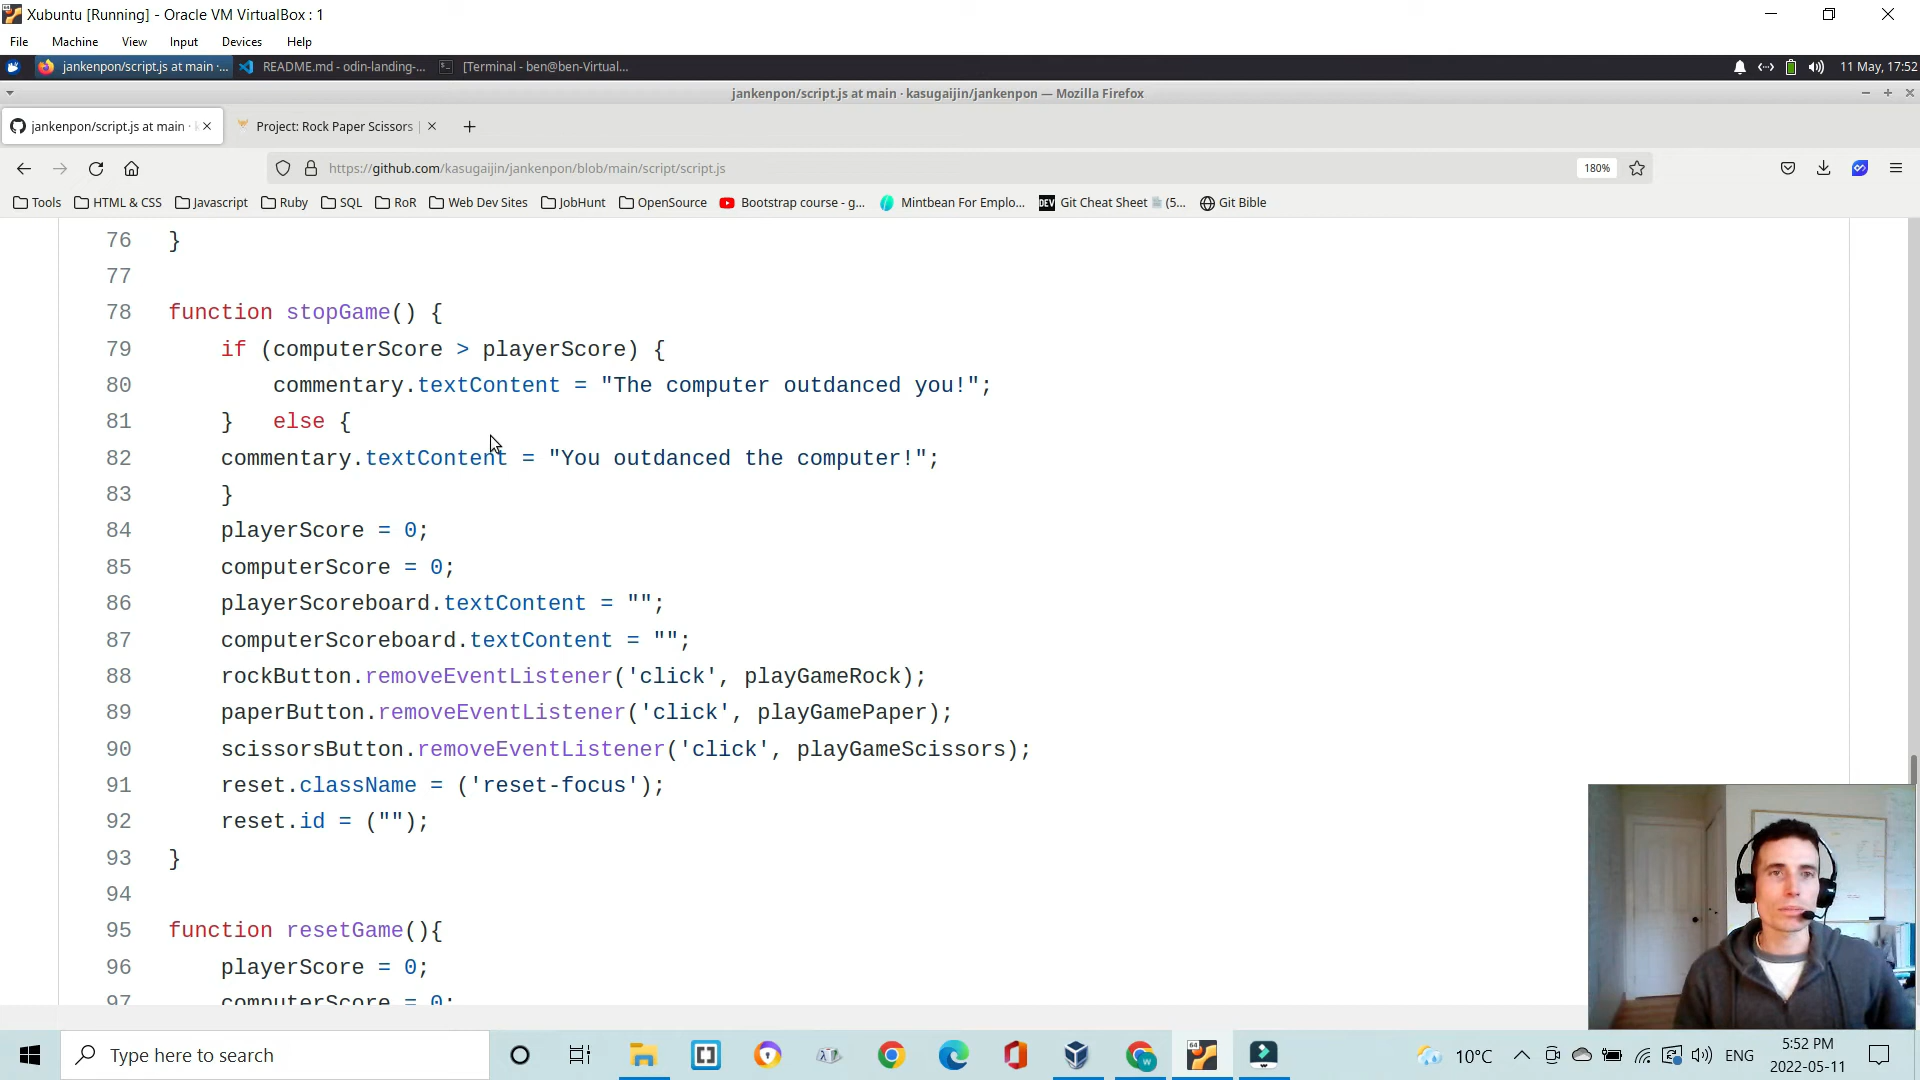 Xubuntu [Running] - Oracle VM VirtualBox : 1
File Machine View Input Devices Help
jankenpon/script.js at main ·... README.md - odin-landing-... [Terminal - ben@ben-Virtual... 11 May, 17:52
jankenpon/script.js at main · kasugaijin/jankenpon — Mozilla Firefox
jankenpon/script.js at main · Project: Rock Paper Scissors
https://github.com/kasugaijin/jankenpon/blob/main/script/script.js 180%
Tools HTML & CSS Javascript Ruby SQL RoR Web Dev Sites JobHunt OpenSource Bootstrap course - g... Mintbean For Emplo... DEV Git Cheat Sheet (5... Git Bible
76 }
77
78 function stopGame() {
79 if (computerScore > playerScore) {
80 commentary.textContent = "The computer outdanced you!";
81 } else {
82 commentary.textContent = "You outdanced the computer!";
83 }
84 playerScore = 0;
85 computerScore = 0;
86 playerScoreboard.textContent = "";
87 computerScoreboard.textContent = "";
88 rockButton.removeEventListener('click', playGameRock);
89 paperButton.removeEventListener('click', playGamePaper);
90 scissorsButton.removeEventListener('click', playGameScissors);
91 reset.className = ('reset-focus');
92 reset.id = ("");
93 }
94
95 function resetGame(){
96 playerScore = 0;
97 computerScore = 0;
Type here to search
10°C ENG
5:52 PM
2022-05-11